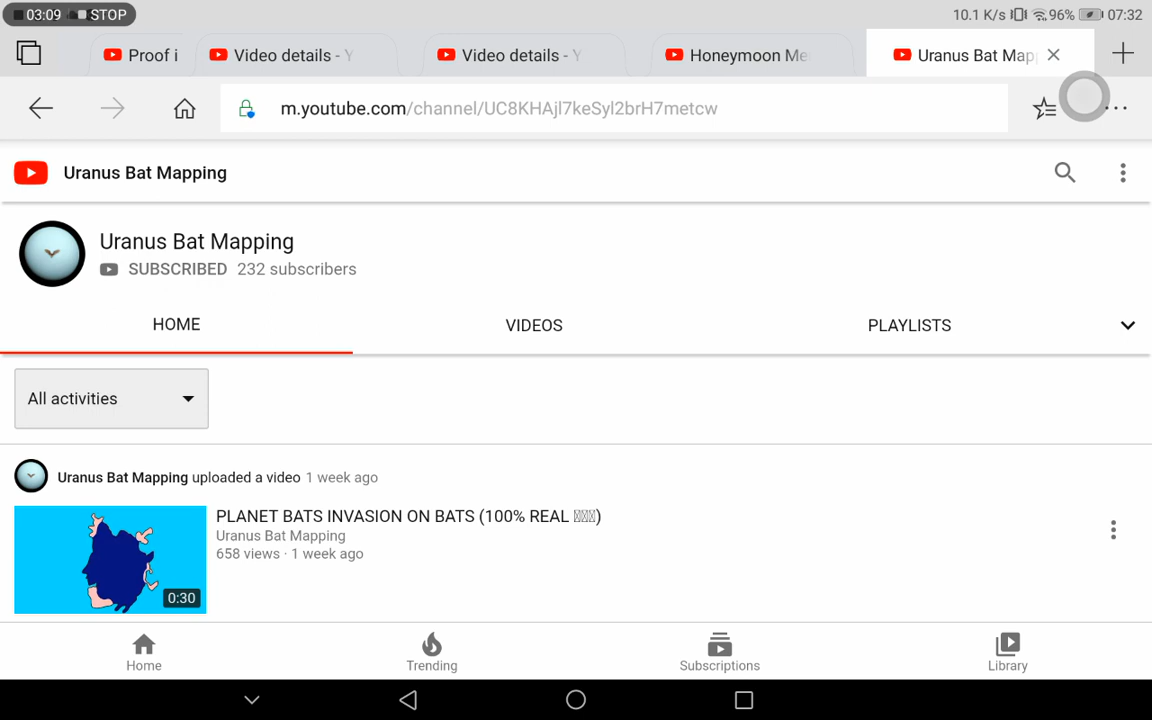 03:09 STOP 10.1 K/s 96% 07:32
Proof i Video details - Y Video details - Y Honeymoon Me Uranus Bat Map
m.youtube.com/channel/UC8KHAjl7keSyl2brH7metcw
Uranus Bat Mapping
Uranus Bat Mapping
SUBSCRIBED 232 subscribers
HOME VIDEOS PLAYLISTS
All activities
Uranus Bat Mapping uploaded a video 1 week ago
PLANET BATS INVASION ON BATS (100% REAL )
Uranus Bat Mapping
658 views · 1 week ago
0:30
Home Trending Subscriptions Library